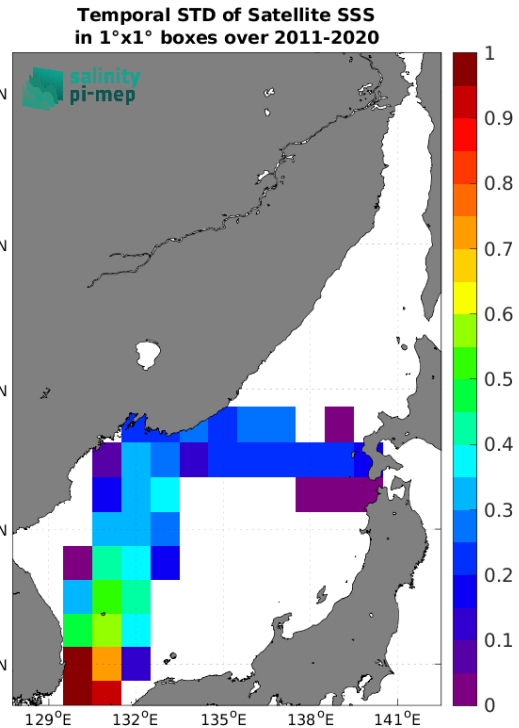 Temporal STD of Satellite SSS
in 1°x1° boxes over 2011-2020
salinity
pi-mep
N
N
N
N
N
129°E 132°E 135°E 138°E 141°E
1
0.9
0.8
0.7
0.6
0.5
0.4
0.3
0.2
0.1
0